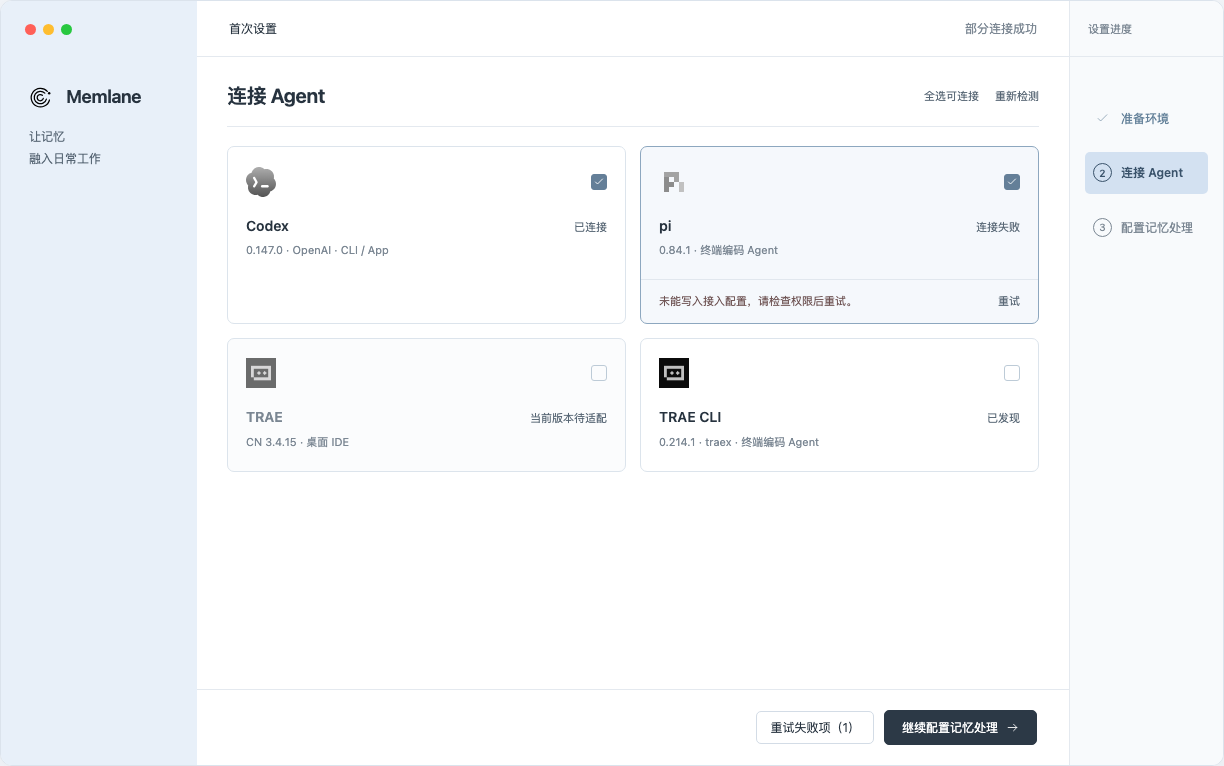 首次设置
部分连接成功
设置进度
Memlane
让记忆
融入日常工作
连接 Agent
全选可连接
重新检测
Codex
已连接
0.147.0 · OpenAI · CLI / App
pi
连接失败
0.84.1 · 终端编码 Agent
未能写入接入配置，请检查权限后重试。
重试
TRAE
当前版本待适配
CN 3.4.15 · 桌面 IDE
TRAE CLI
已发现
0.214.1 · traex · 终端编码 Agent
重试失败项（1）
继续配置记忆处理 →
准备环境
2 连接 Agent
3 配置记忆处理